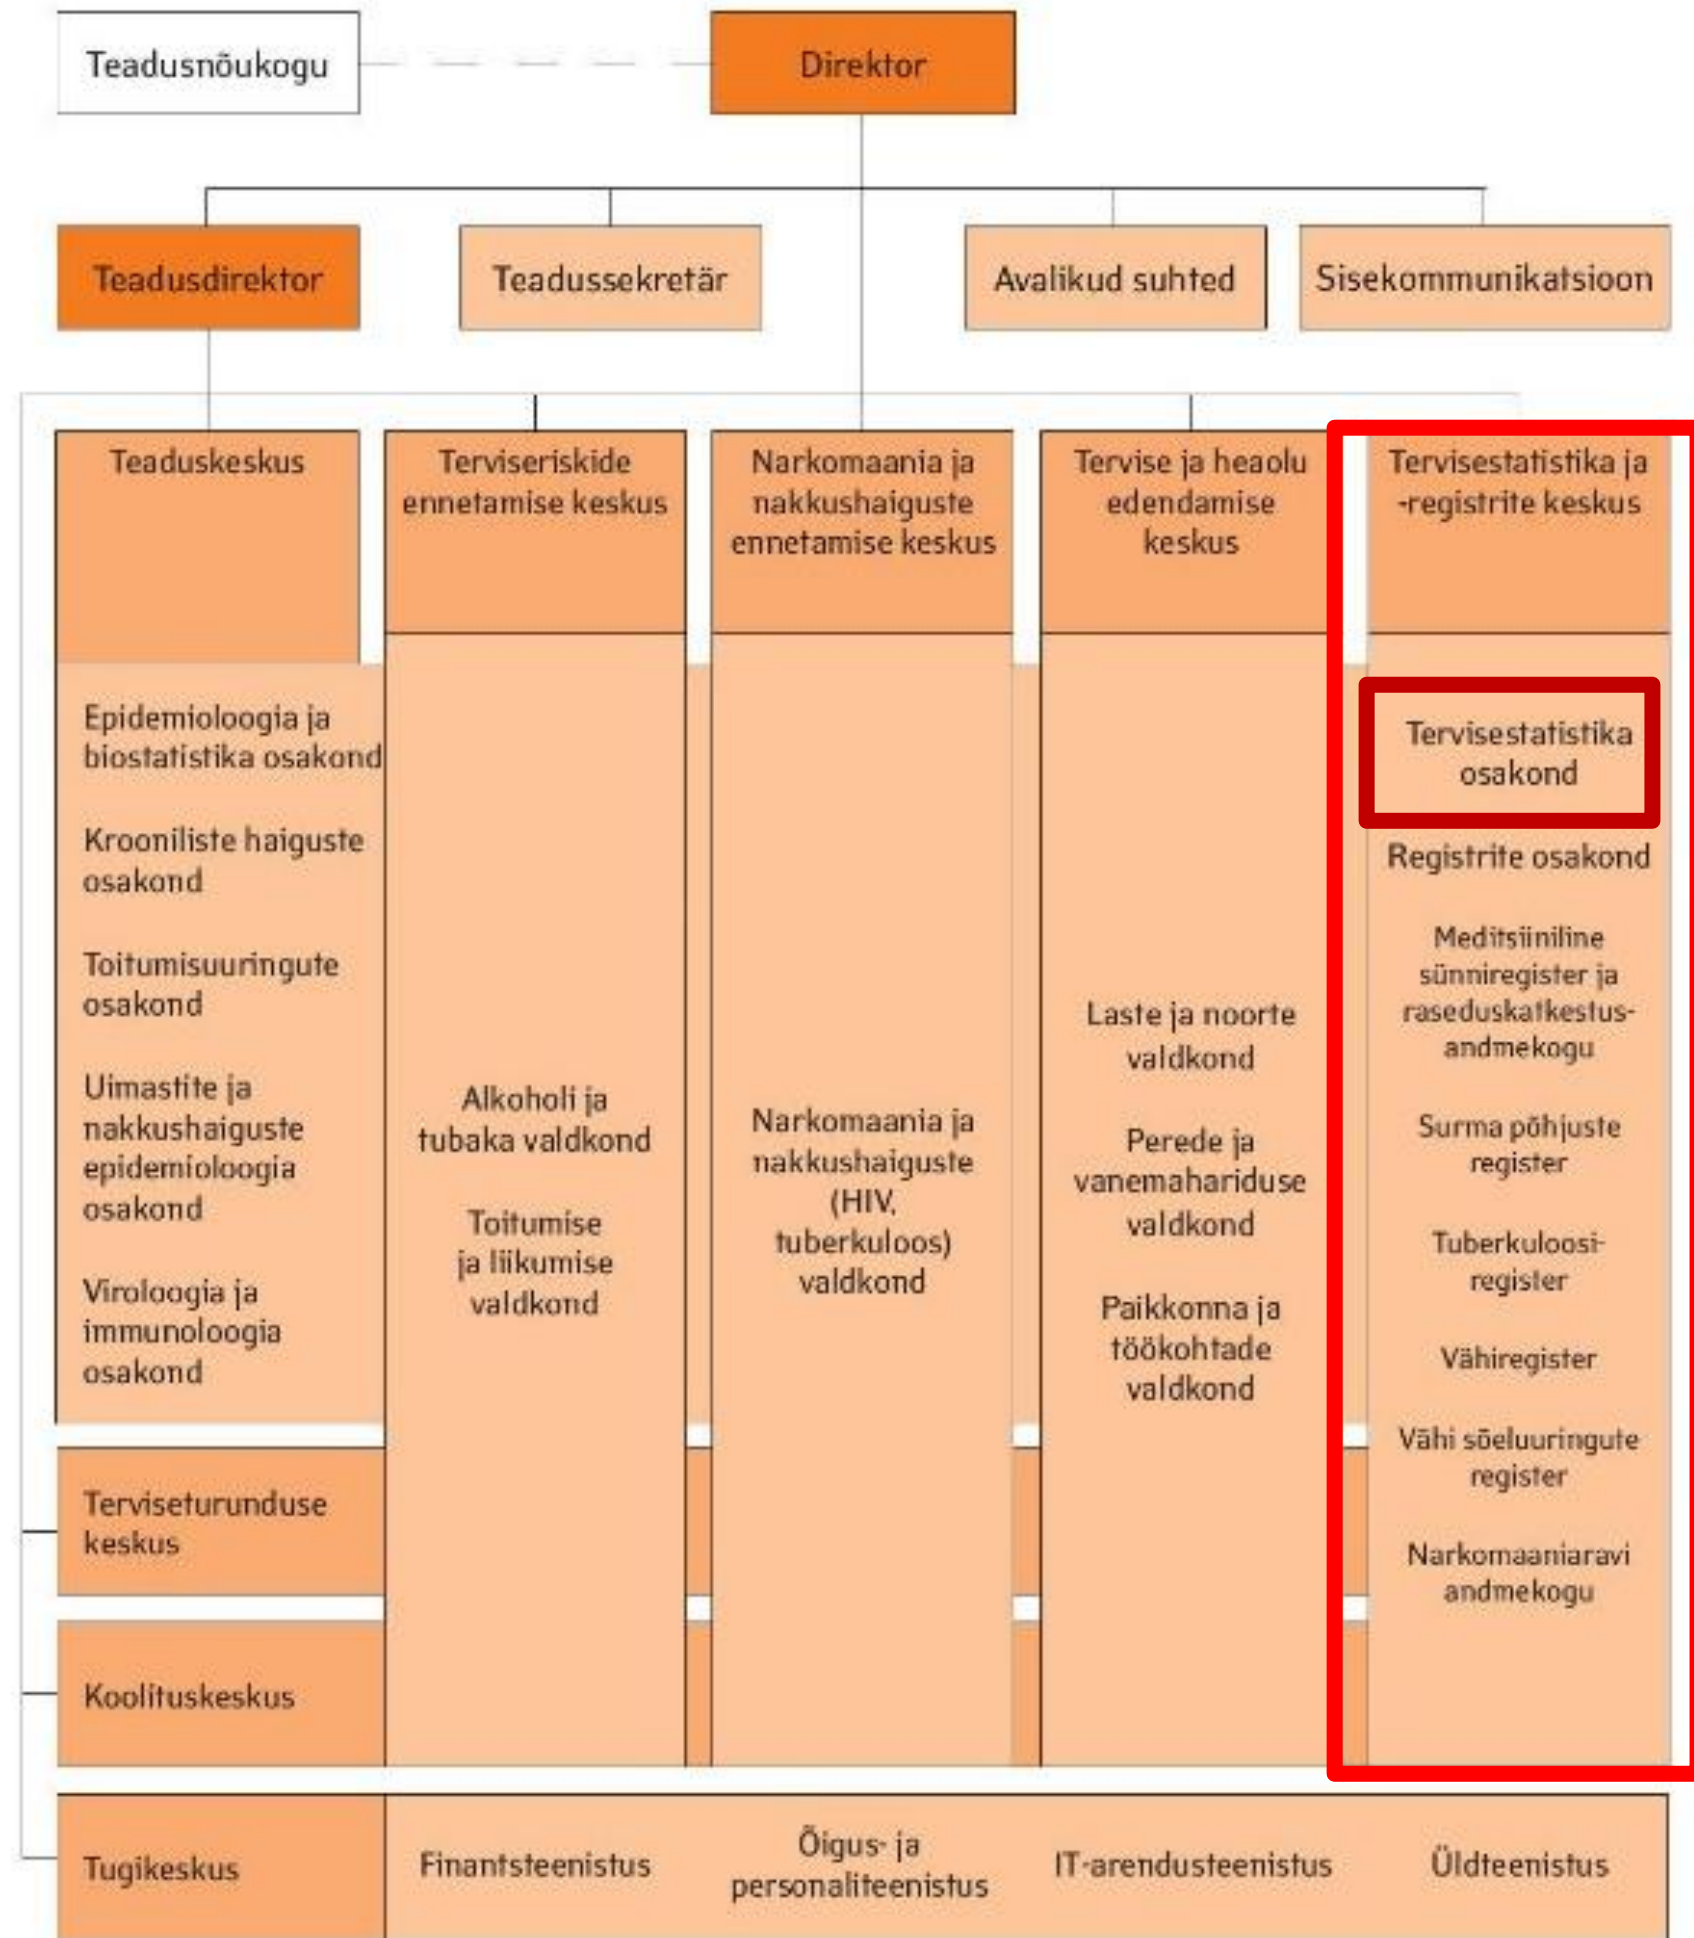 Teadusnõukogu
Direktor
Teadusdirektor
Teadussekretär
Avalikud suhted
Sisekommunikatsioon
Teaduskeskus
Terviseriskide
ennetamise keskus
Narkomaania ja
nakkushaiguste
ennetamise keskus
Tervise ja heaolu
edendamise
keskus
Tervisestatistika ja
-registrite keskus
Epidemioloogia ja
biostatistika osakond
Krooniliste haiguste
osakond
Toitumisuuringute
osakond
Uimastite ja
nakkushaiguste
epidemioloogia
osakond
Viroloogia ja
immunoloogia
osakond
Alkoholi ja
tubaka valdkond
Toitumise
ja liikumise
valdkond
Narkomaania ja
nakkushaiguste
(HIV,
tuberkuloos)
valdkond
Laste ja noorte
valdkond
Perede ja
vanemahariduse
valdkond
Paikkonna ja
töökohtade
valdkond
Tervisestatistika
osakond
Registrite osakond
Meditsiiniline
sünniregister ja
raseduskatkestus-
andmekogu
Surma põhjuste
register
Tuberkuloosi-
register
Vähiregister
Vähi sõeluuringute
register
Narkomaaniaravi
andmekogu
Terviseturunduse
keskus
Koolituskeskus
Tugikeskus
Finantsteenistus
Õigus- ja
personaliteenistus
IT-arendusteenistus
Üldteenistus